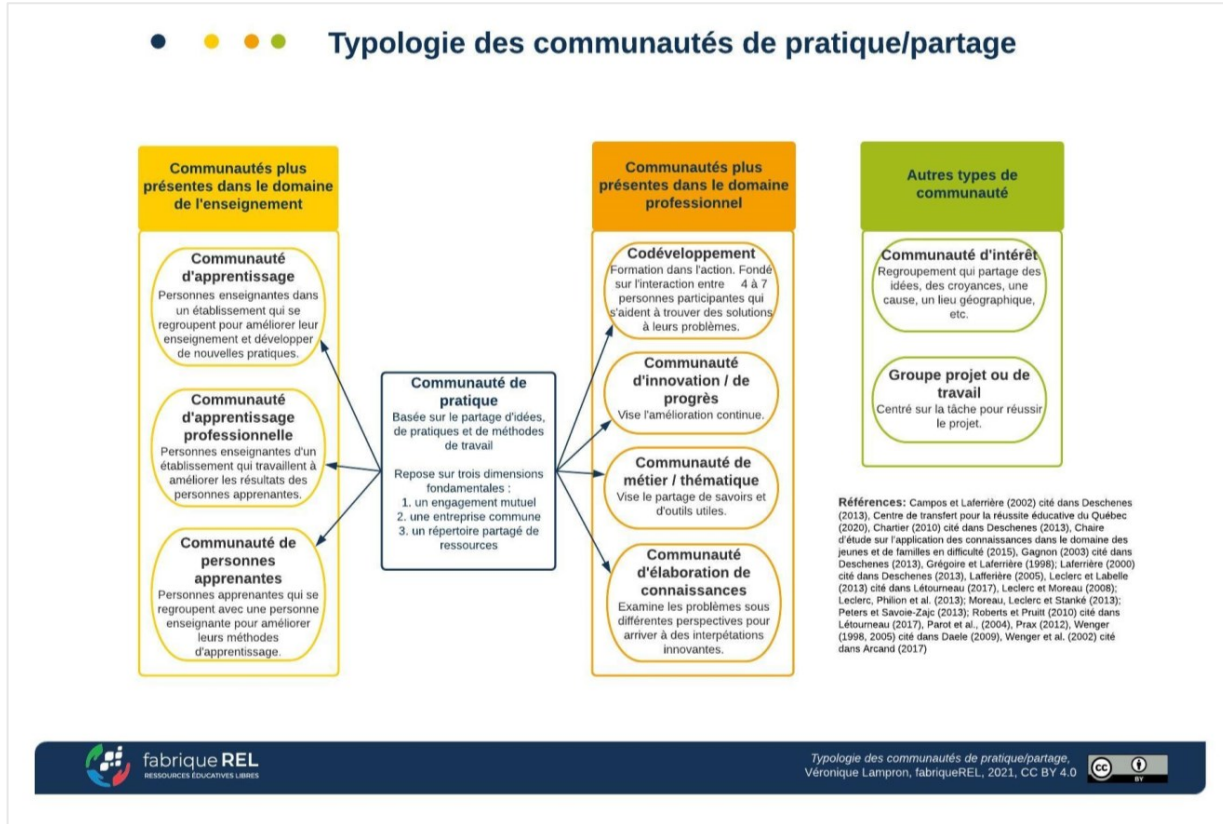 Typologie des communautés de pratique/partage
Communautés plus
présentes dans le domaine
de l'enseignement
Communauté
d'apprentissage
Personnes enseignantes dans
un établissement qui se
regroupent pour améliorer leur
enseignement et développer
de nouvelles pratiques.
Communauté
d'apprentissage
professionnelle
Personnes enseignantes d'un
établissement qui travaillent à
améliorer les résultats des
personnes apprenantes.
Communauté de
personnes
apprenantes
Personnes apprenantes qui se
regroupent avec une personne
enseignante pour améliorer
leurs méthodes
d'apprentissage.
Communauté de
pratique
Basée sur le partage d'idées,
de pratiques et de méthodes
de travail
Repose sur trois dimensions
fondamentales :
1. un engagement mutuel
2. une entreprise commune
3. un répertoire partagé de
ressources
Communautés plus
présentes dans le domaine
professionnel
Codéveloppement
Formation dans l'action. Fondé
sur l'interaction entre 4 à 7
personnes participantes qui
s'aident à trouver des solutions
à leurs problèmes.
Communauté
d'innovation / de
progrès
Vise l'amélioration continue.
Communauté de
métier / thématique
Vise le partage de savoirs et
d'outils utiles.
Communauté
d'élaboration de
connaissances
Examine les problèmes sous
différentes perspectives pour
arriver à des interpétations
innovantes.
Autres types de
communauté
Communauté d'intérêt
Regroupement qui partage des
idées, des croyances, une
cause, un lieu géographique,
etc.
Groupe projet ou de
travail
Centré sur la tâche pour réussir
le projet.
Références: Campos et Laferrière (2002) cité dans Deschenes
(2013), Centre de transfert pour la réussite éducative du Québec
(2020), Chartier (2010) cité dans Deschenes (2013), Chaire
d'étude sur l'application des connaissances dans le domaine des
jeunes et de familles en difficulté (2015), Gagnon (2003) cité dans
Deschenes (2013), Grégoire et Laferrière (1998); Laferrière (2000)
cité dans Deschenes (2013), Lafferière (2005), Leclerc et Labelle
(2013) cité dans Létourneau (2017), Leclerc et Moreau (2008);
Leclerc, Philion et al. (2013); Moreau, Leclerc et Stanké (2013);
Peters et Savoie-Zajc (2013); Roberts et Pruitt (2010) cité dans
Létourneau (2017), Parot et al., (2004), Prax (2012), Wenger
(1998, 2005) cité dans Daele (2009), Wenger et al. (2002) cité
dans Arcand (2017)
fabrique REL
RESSOURCES ÉDUCATIVES LIBRES
Typologie des communautés de pratique/partage,
Véronique Lampron, fabriqueREL, 2021, CC BY 4.0
cc
BY